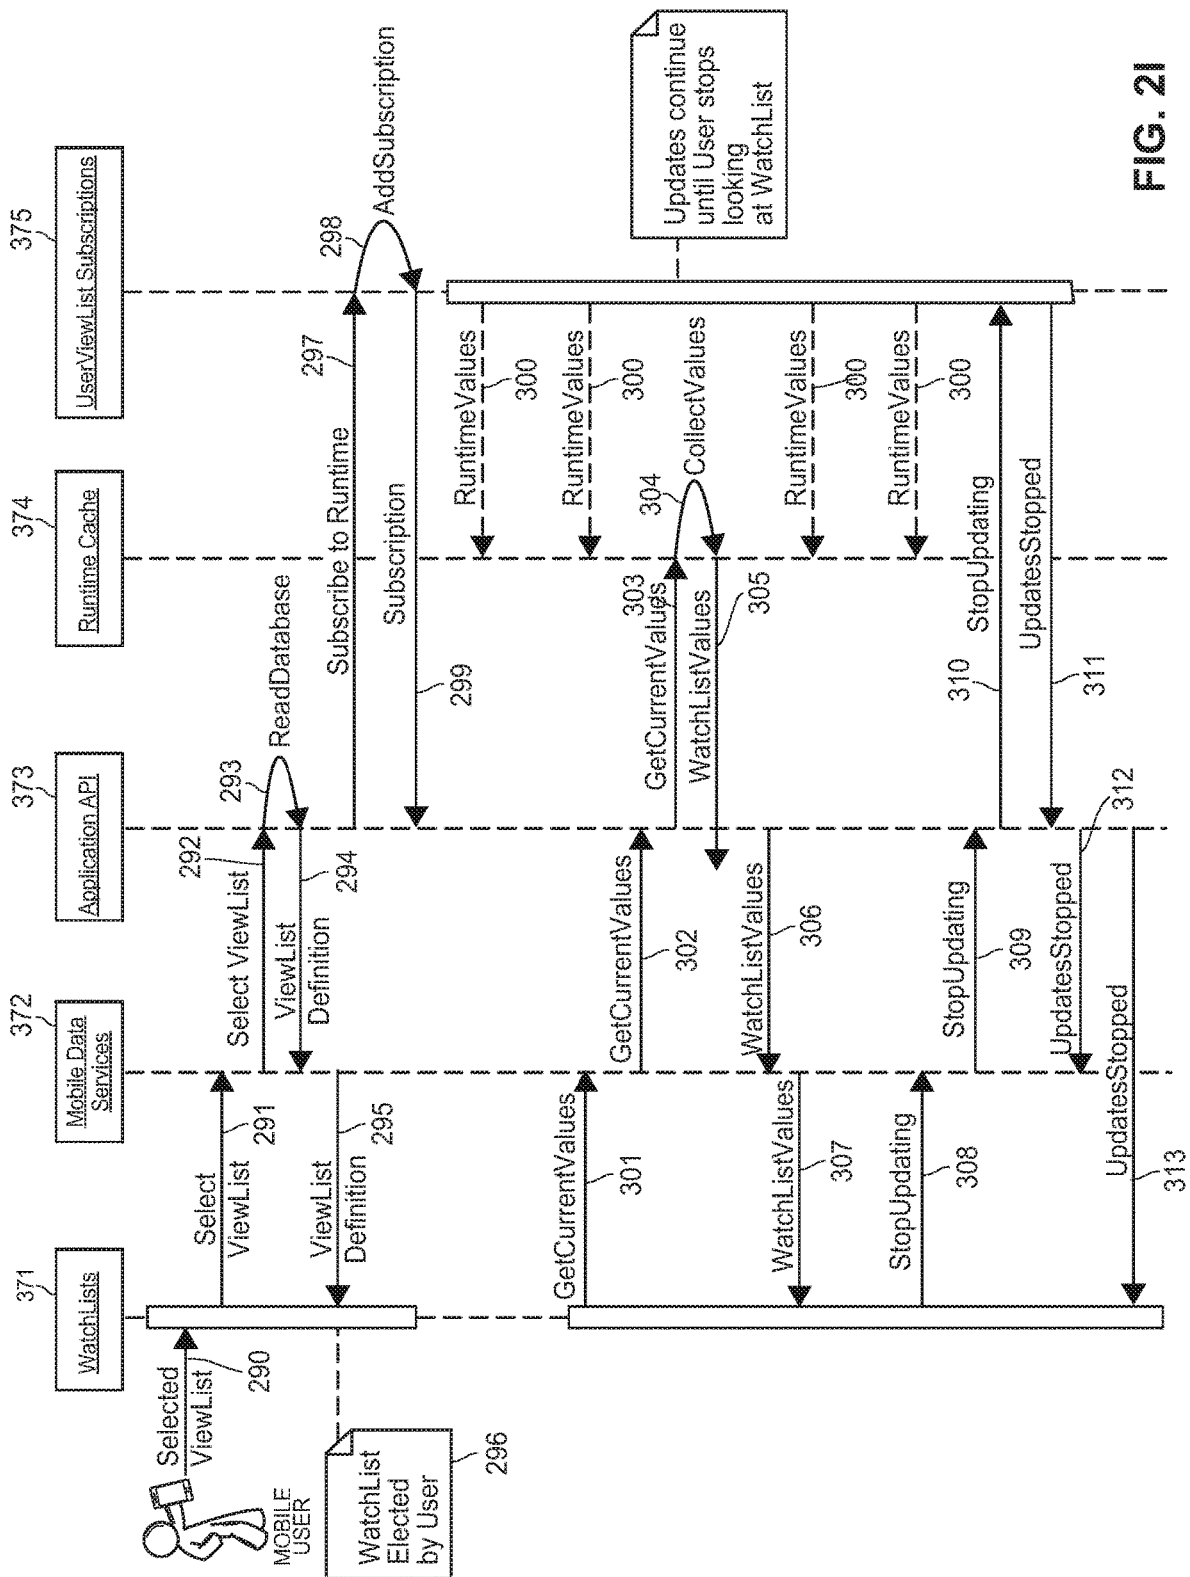 371
WatchLists
372
Mobile Data
Services
373
Application API
374
Runtime Cache
375
UserViewList Subscriptions
MOBILE
USER
Selected
ViewList
290
Select
ViewList
291
Select ViewList
292
293
ReadDatabase
ViewList
Definition
294
ViewList
Definition
295
WatchList
Elected
by User
296
Subscribe to Runtime
297
298
AddSubscription
Subscription
299
RuntimeValues
300
RuntimeValues
300
Updates continue
until User stops
looking
at WatchList
GetCurrentValues
301
GetCurrentValues
302
GetCurrentValues
303
304
CollectValues
WatchListValues
305
WatchListValues
306
WatchListValues
307
RuntimeValues
300
RuntimeValues
300
StopUpdating
308
StopUpdating
309
StopUpdating
310
UpdatesStopped
311
UpdatesStopped
312
UpdatesStopped
313
FIG. 2I